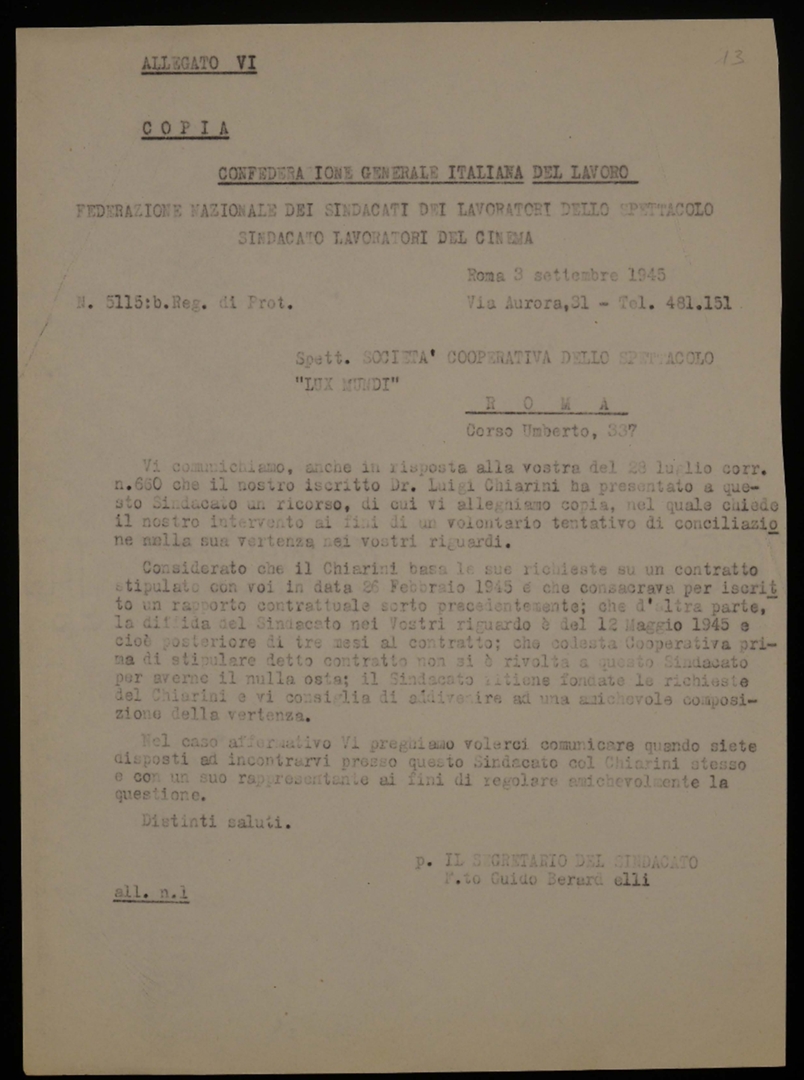 13
ALLEGATO VI
COPIA
CONFEDERAZIONE GENERALE ITALIANA DEL LAVORO
FEDERAZIONE NAZIONALE DEI SINDACATI DEI LAVORATORI DELLO SPETTACOLO
SINDACATO LAVORATORI DEL CINEMA
Roma 3 settembre 1945
N. 5115:b.Reg. di Prot. Via Aurora,31 - Tel. 481.151
Spett. SOCIETA' COOPERATIVA DELLO SPETTACOLO
"LUX MUNDI"
R O M A
Corso Umberto, 337
Vi comunichiamo, anche in risposta alla vostra del 28 luglio corr.
n.660 che il nostro iscritto Dr. Luigi Chiarini ha presentato a que-
sto Sindacato un ricorso, di cui vi alleghiamo copia, nel quale chiede
il nostro intervento ai fini di un volontario tentativo di conciliazio
ne nella sua vertenza nei vostri riguardi.
Considerato che il Chiarini basa le sue richieste su un contratto
stipulato con voi in data 26 Febbraio 1945 e che consacrava per iscrit
to un rapporto contrattuale sorto precedentemente; che d'altra parte,
la diffida del Sindacato nei Vostri riguardo è del 12 Maggio 1945 e
cioè posteriore di tre mesi al contratto; che codesta Cooperativa pri-
ma di stipulare detto contratto non si è rivolta a questo Sindacato
per averne il nulla osta; il Sindacato ritiene fondate le richieste
del Chiarini e vi consiglia di addivenire ad una amichevole composi-
zione della vertenza.
Nel caso affermativo Vi preghiamo volerci comunicare quando siete
disposti ad incontrarvi presso questo Sindacato col Chiarini stesso
e con un suo rappresentante ai fini di regolare amichevolmente la
questione.
Distinti saluti.
p. IL SEGRETARIO DEL SINDACATO
F.to Guido Berard elli
all. n.1